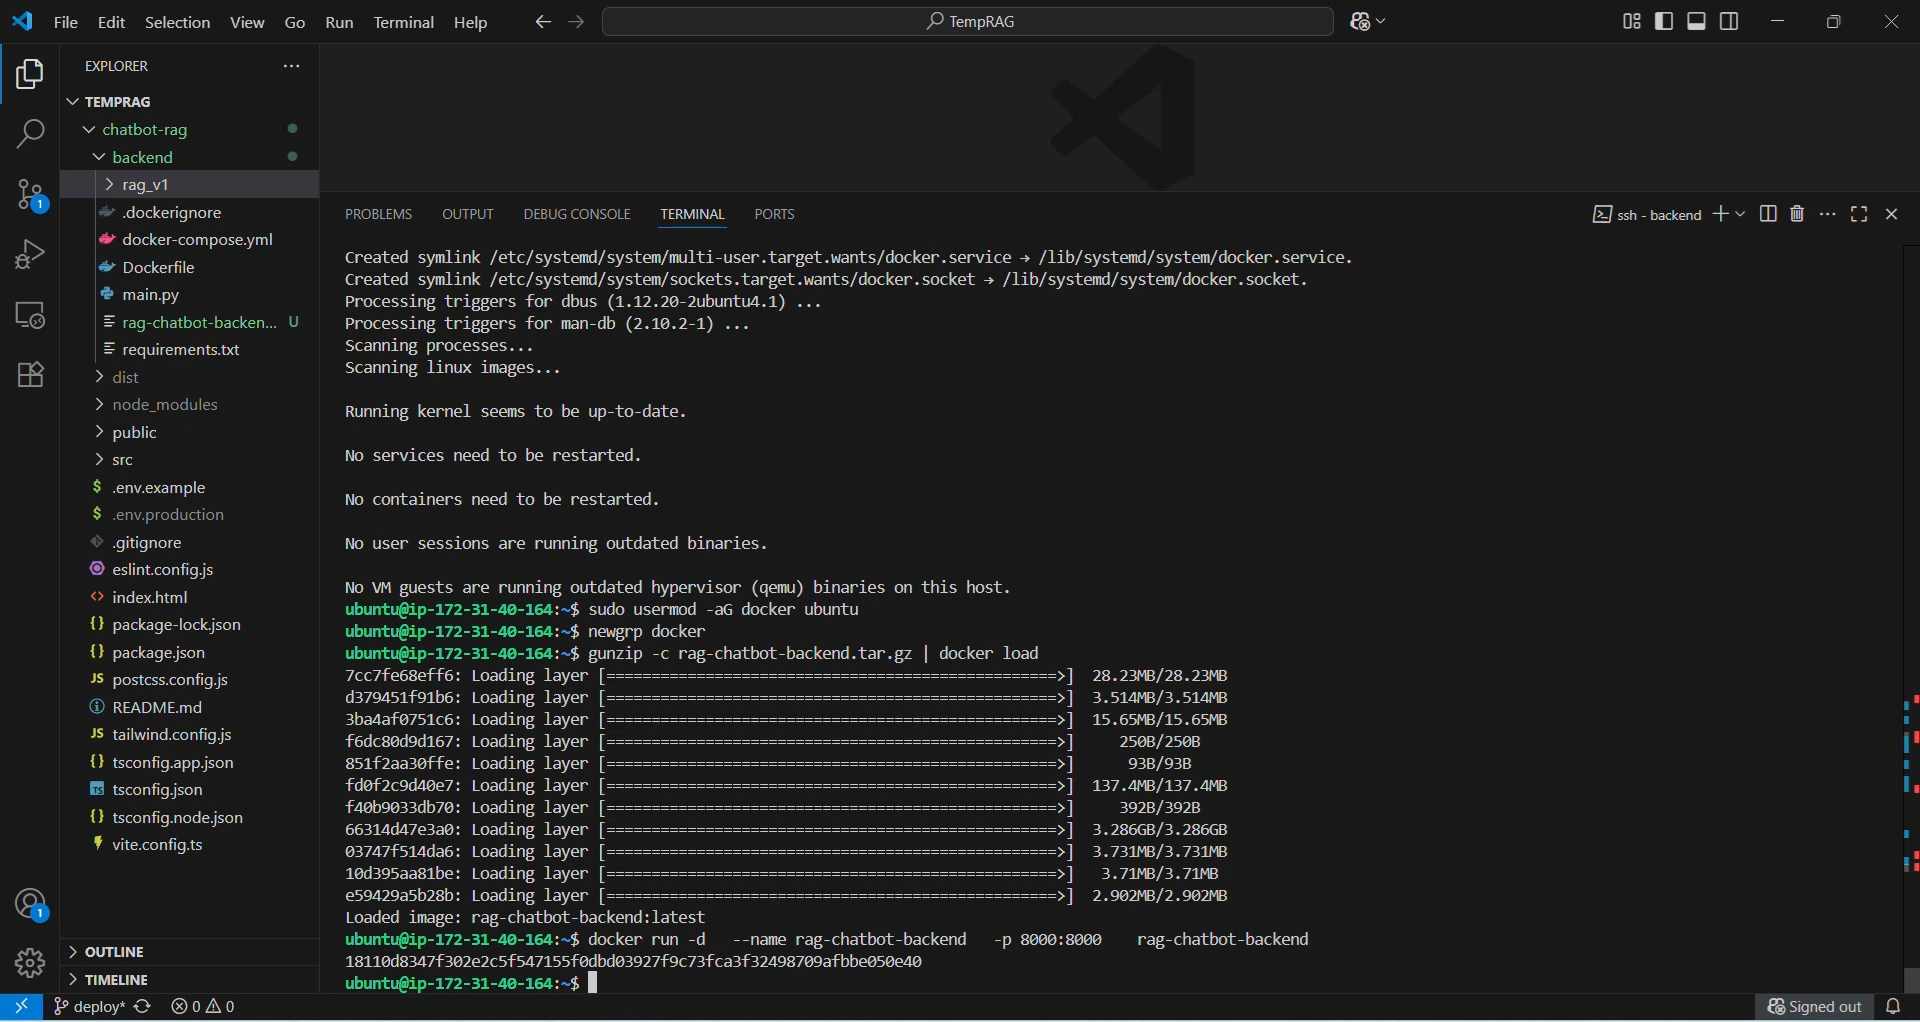 File Edit Selection View Go Run Terminal Help TempRAG
EXPLORER
TEMPRAG
chatbot-rag
backend
rag_v1
.dockerignore
docker-compose.yml
Dockerfile
main.py
rag-chatbot-backen... U
requirements.txt
dist
node_modules
public
src
$ .env.example
$ .env.production
.gitignore
eslint.config.js
<> index.html
{} package-lock.json
{} package.json
JS postcss.config.js
README.md
JS tailwind.config.js
{} tsconfig.app.json
TS tsconfig.json
{} tsconfig.node.json
vite.config.ts
OUTLINE
TIMELINE
1
1
PROBLEMS OUTPUT DEBUG CONSOLE TERMINAL PORTS ssh - backend
Created symlink /etc/systemd/system/multi-user.target.wants/docker.service → /lib/systemd/system/docker.service.
Created symlink /etc/systemd/system/sockets.target.wants/docker.socket → /lib/systemd/system/docker.socket.
Processing triggers for dbus (1.12.20-2ubuntu4.1) ...
Processing triggers for man-db (2.10.2-1) ...
Scanning processes...
Scanning linux images...
Running kernel seems to be up-to-date.
No services need to be restarted.
No containers need to be restarted.
No user sessions are running outdated binaries.
No VM guests are running outdated hypervisor (qemu) binaries on this host.
ubuntu@ip-172-31-40-164:~$ sudo usermod -aG docker ubuntu
ubuntu@ip-172-31-40-164:~$ newgrp docker
ubuntu@ip-172-31-40-164:~$ gunzip -c rag-chatbot-backend.tar.gz | docker load
7cc7fe68eff6: Loading layer [==================================================>] 28.23MB/28.23MB
d379451f91b6: Loading layer [==================================================>] 3.514MB/3.514MB
3ba4af0751c6: Loading layer [==================================================>] 15.65MB/15.65MB
f6dc80d9d167: Loading layer [==================================================>] 250B/250B
851f2aa30ffe: Loading layer [==================================================>] 93B/93B
fd0f2c9d40e7: Loading layer [==================================================>] 137.4MB/137.4MB
f40b9033db70: Loading layer [==================================================>] 392B/392B
66314d47e3a0: Loading layer [==================================================>] 3.286GB/3.286GB
03747f514da6: Loading layer [==================================================>] 3.731MB/3.731MB
10d395aa81be: Loading layer [==================================================>] 3.71MB/3.71MB
e59429a5b28b: Loading layer [==================================================>] 2.902MB/2.902MB
Loaded image: rag-chatbot-backend:latest
ubuntu@ip-172-31-40-164:~$ docker run -d --name rag-chatbot-backend -p 8000:8000 rag-chatbot-backend
18110d8347f302e2c5f547155f0dbd03927f9c73fca3f32498709afbbe050e40
ubuntu@ip-172-31-40-164:~$
deploy* 0 0 Signed out